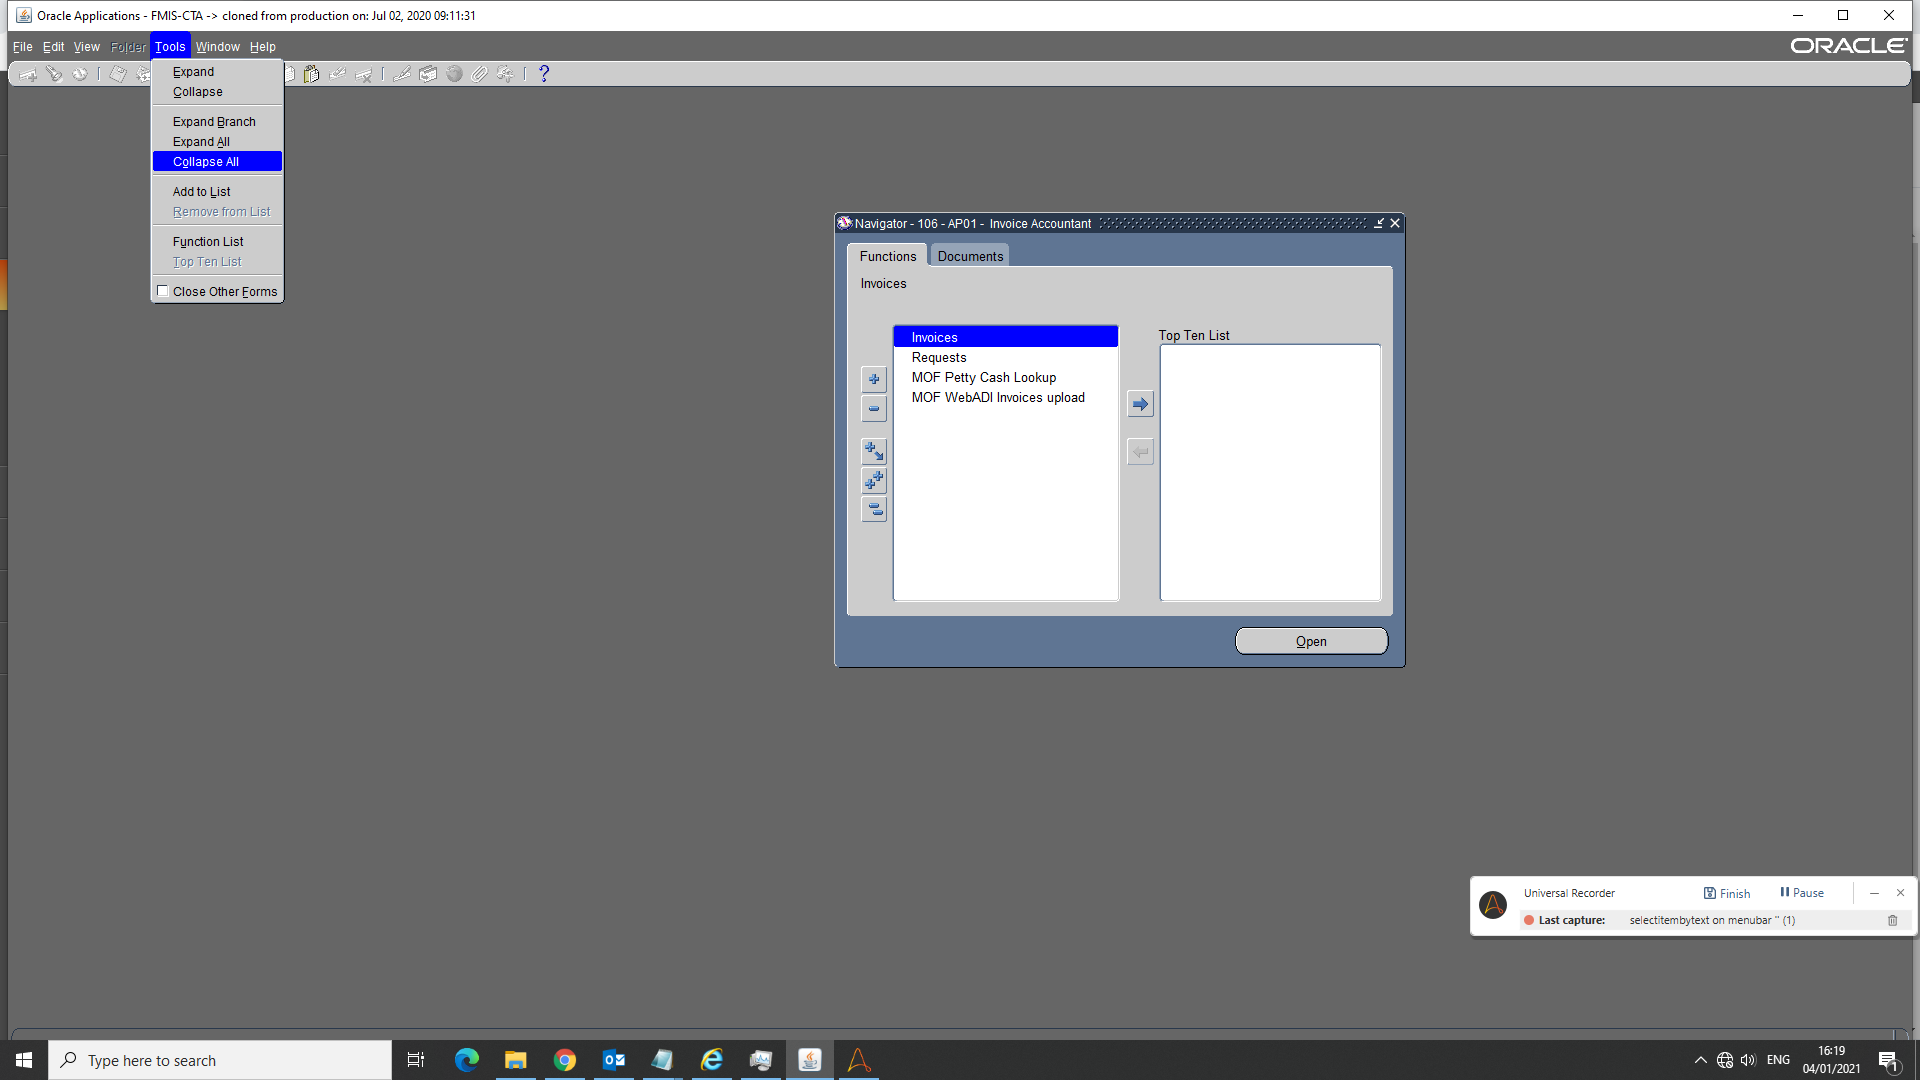 Oracle Applications - FMIS-CTA -> cloned from production on: Jul 02, 2020 09:11:31
File Edit View Folder Tools Window Help
ORACLE
Expand
Collapse
Expand Branch
Expand All
Collapse All
Add to List
Remove from List
Function List
Top Ten List
Close Other Forms
Navigator - 106 - AP01 - Invoice Accountant
Functions Documents
Invoices
Invoices
Requests
MOF Petty Cash Lookup
MOF WebADI Invoices upload
Top Ten List
Open
Universal Recorder Finish Pause
Last capture: selectitembytext on menubar '' (1)
Type here to search
ENG
16:19
04/01/2021
1